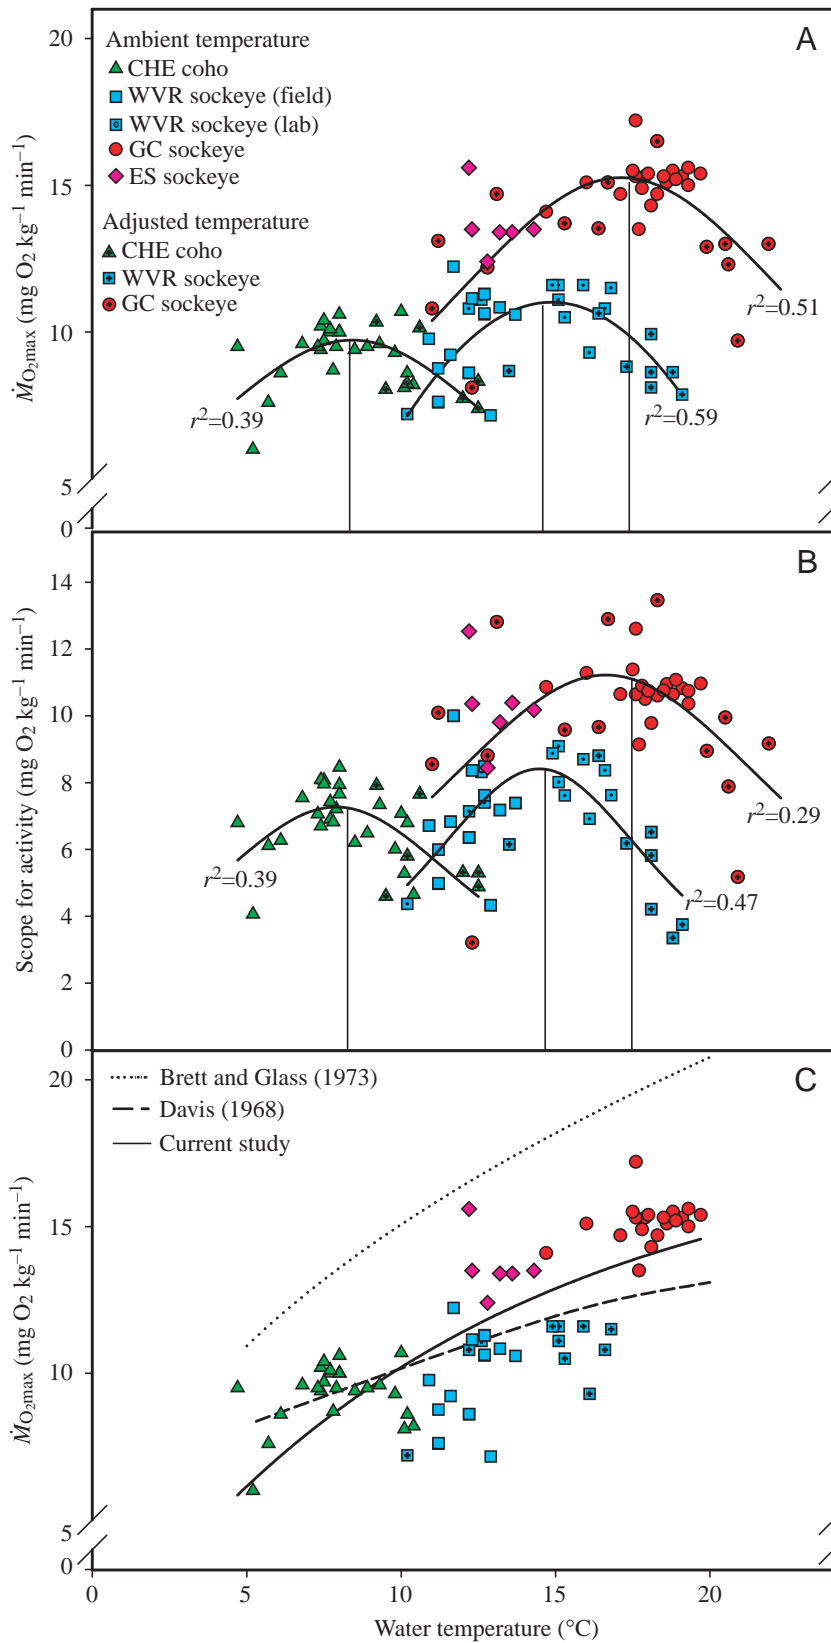 A
20
15
10
5
0
ṀO2max (mg O2 kg−1 min−1)
Ambient temperature
CHE coho
WVR sockeye (field)
WVR sockeye (lab)
GC sockeye
ES sockeye
Adjusted temperature
CHE coho
WVR sockeye
GC sockeye
r2=0.39
r2=0.59
r2=0.51
B
14
12
10
8
6
4
2
0
Scope for activity (mg O2 kg−1 min−1)
r2=0.39
r2=0.47
r2=0.29
C
20
15
10
5
0
ṀO2max (mg O2 kg−1 min−1)
Brett and Glass (1973)
Davis (1968)
Current study
0 5 10 15 20
Water temperature (°C)